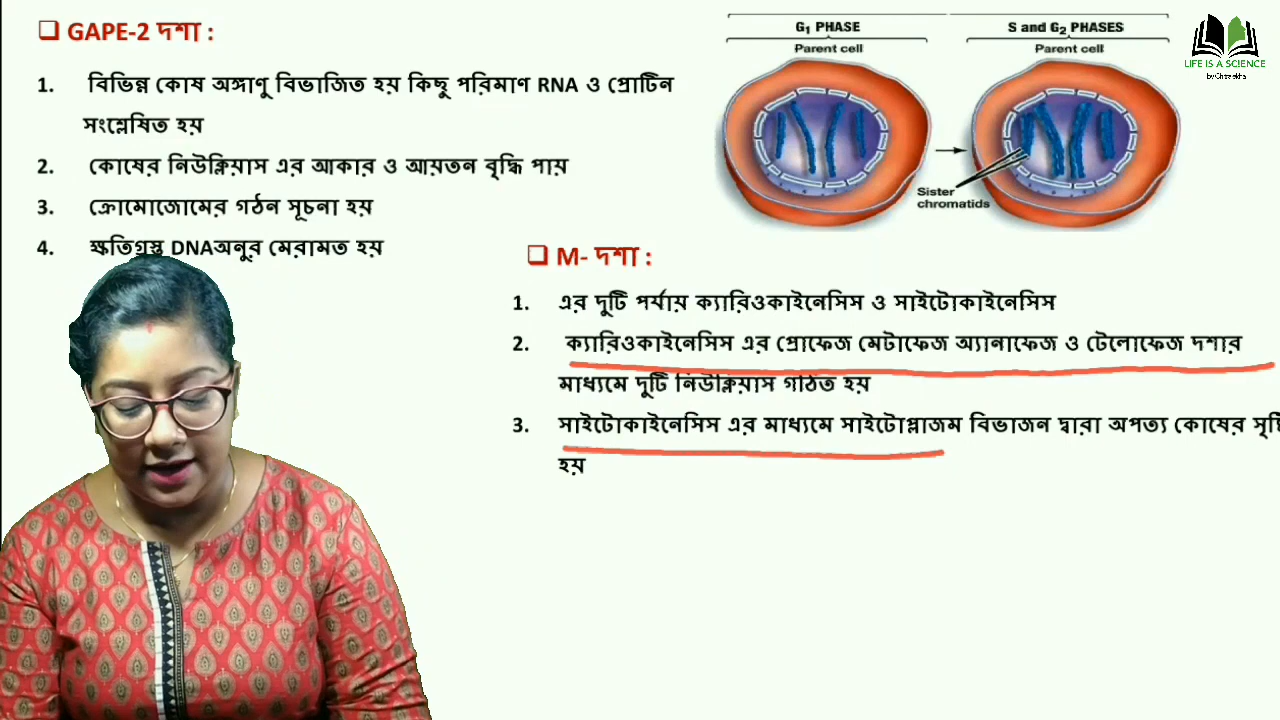 ❑ GAPE-2 দশা :
1. বিভিন্ন কোষ অঙ্গাণু বিভাজিত হয় কিছু পরিমাণ RNA ও প্রোটিন
সংশ্লেষিত হয়
2. কোষের নিউক্লিয়াস এর আকার ও আয়তন বৃদ্ধি পায়
3. ক্রোমোজোমের গঠন সূচনা হয়
4. ক্ষতিগ্রস্ত DNAঅনুর মেরামত হয়
G1 PHASE
Parent cell
S and G2 PHASES
Parent cell
Sister
chromatids
LIFE IS A SCIENCE
❑ M- দশা :
1. এর দুটি পর্যায় ক্যারিওকাইনেসিস ও সাইটোকাইনেসিস
2. ক্যারিওকাইনেসিস এর প্রোফেজ মেটাফেজ অ্যানাফেজ ও টেলোফেজ দশার
মাধ্যমে দুটি নিউক্লিয়াস গঠিত হয়
3. সাইটোকাইনেসিস এর মাধ্যমে সাইটোপ্লাজম বিভাজন দ্বারা অপত্য কোষের
হয়